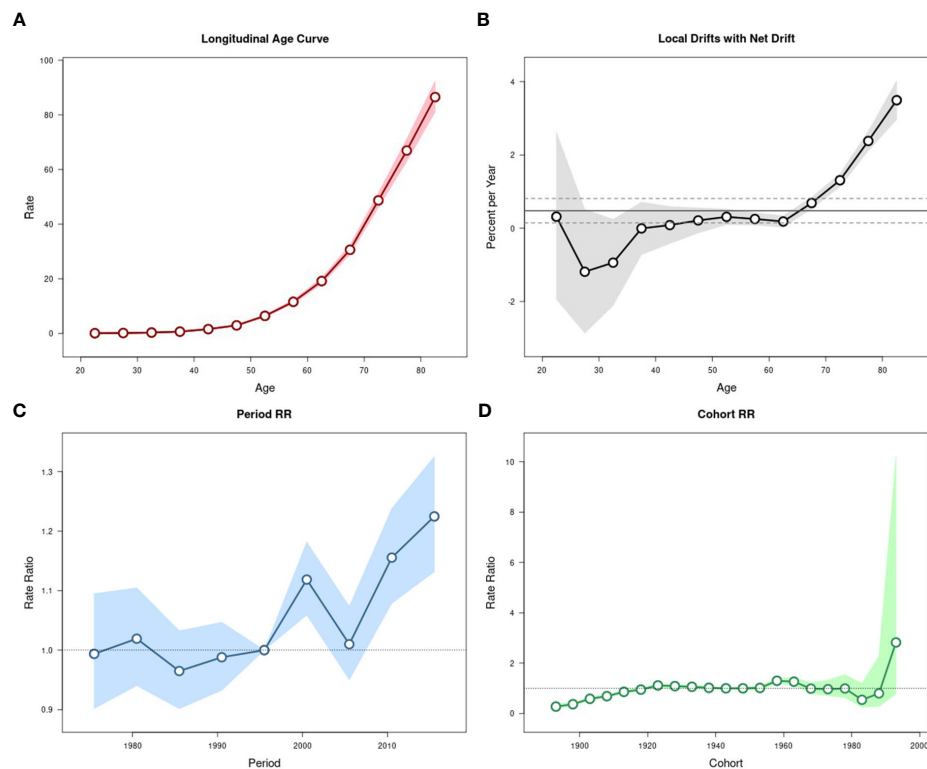 A
Longitudinal Age Curve
100
80
60
40
20
0
Rate
20 30 40 50 60 70 80
Age
B
Local Drifts with Net Drift
4
2
0
-2
Percent per Year
20 30 40 50 60 70 80
Age
C
Period RR
1.3
1.2
1.1
1.0
0.9
Rate Ratio
1980 1990 2000 2010
Period
D
Cohort RR
10
8
6
4
2
0
Rate Ratio
1900 1920 1940 1960 1980 2000
Cohort